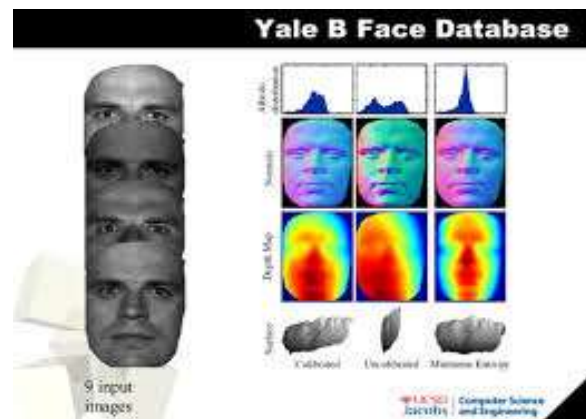 Yale B Face Database
Albedo
distribution
Normals
Depth Map
Surface
Calibrated
Uncalibrated
Minimum Entropy
9 input
images
UCSD
Jacobs
Computer Science
and Engineering